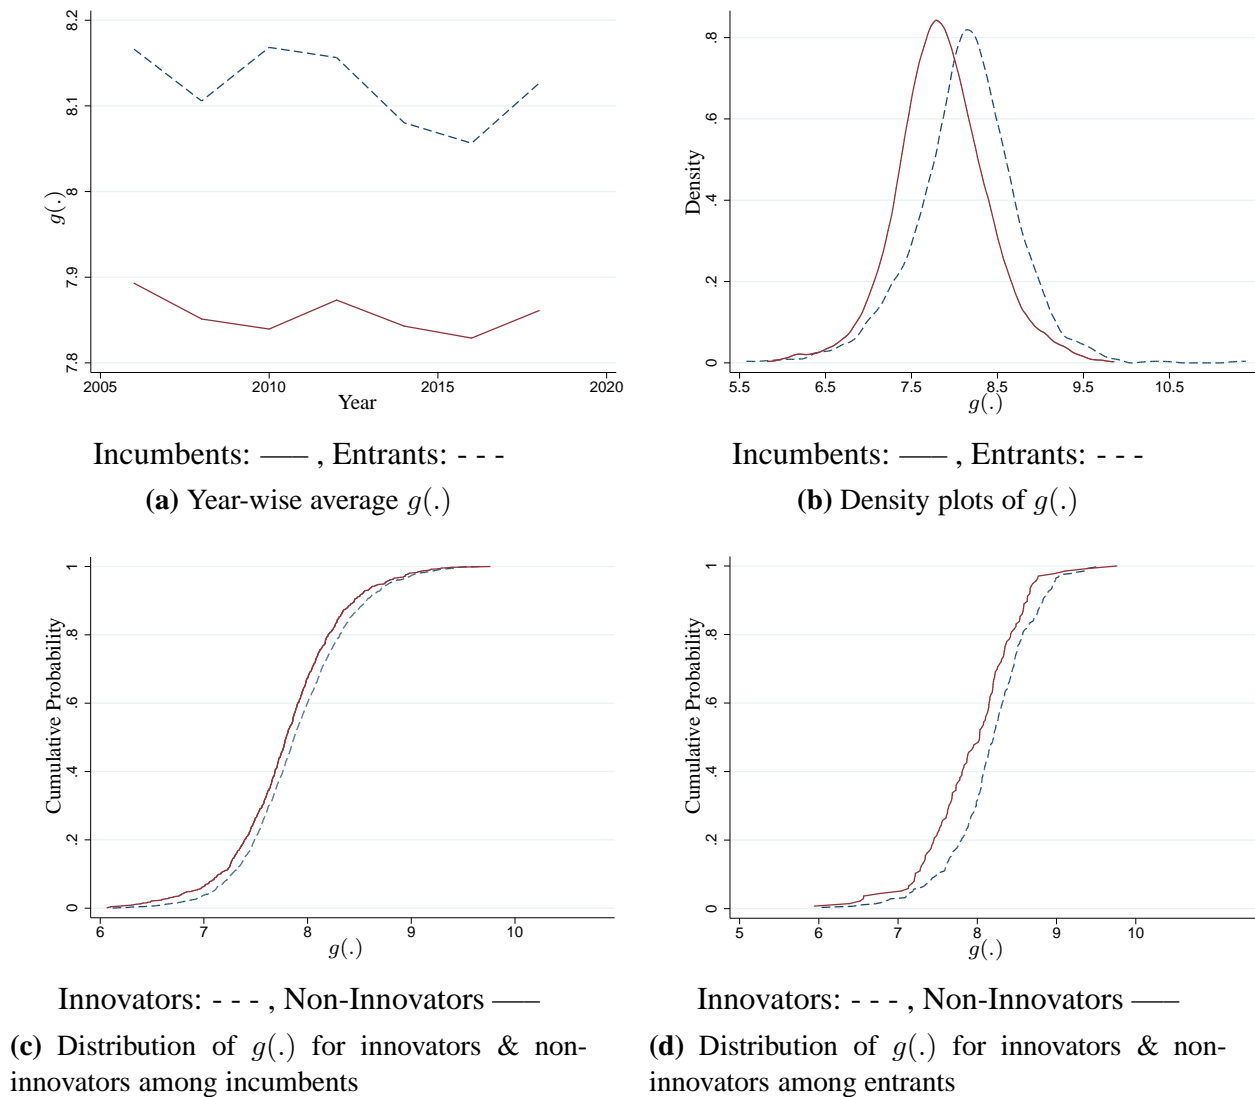 8.2
8.1
8
7.9
7.8
g(.)
2005
2010
2015
2020
Year
Incumbents: —— , Entrants: - - -
(a) Year-wise average g(.)
.8
.6
.4
.2
0
Density
5.5
6.5
7.5
8.5
9.5
10.5
g(.)
Incumbents: —— , Entrants: - - -
(b) Density plots of g(.)
1
.8
.6
.4
.2
0
Cumulative Probability
6
7
8
9
10
g(.)
Innovators: - - - , Non-Innovators ——
(c) Distribution of g(.) for innovators & non-
innovators among incumbents
1
.8
.6
.4
.2
0
Cumulative Probability
5
6
7
8
9
10
g(.)
Innovators: - - - , Non-Innovators ——
(d) Distribution of g(.) for innovators & non-
innovators among entrants